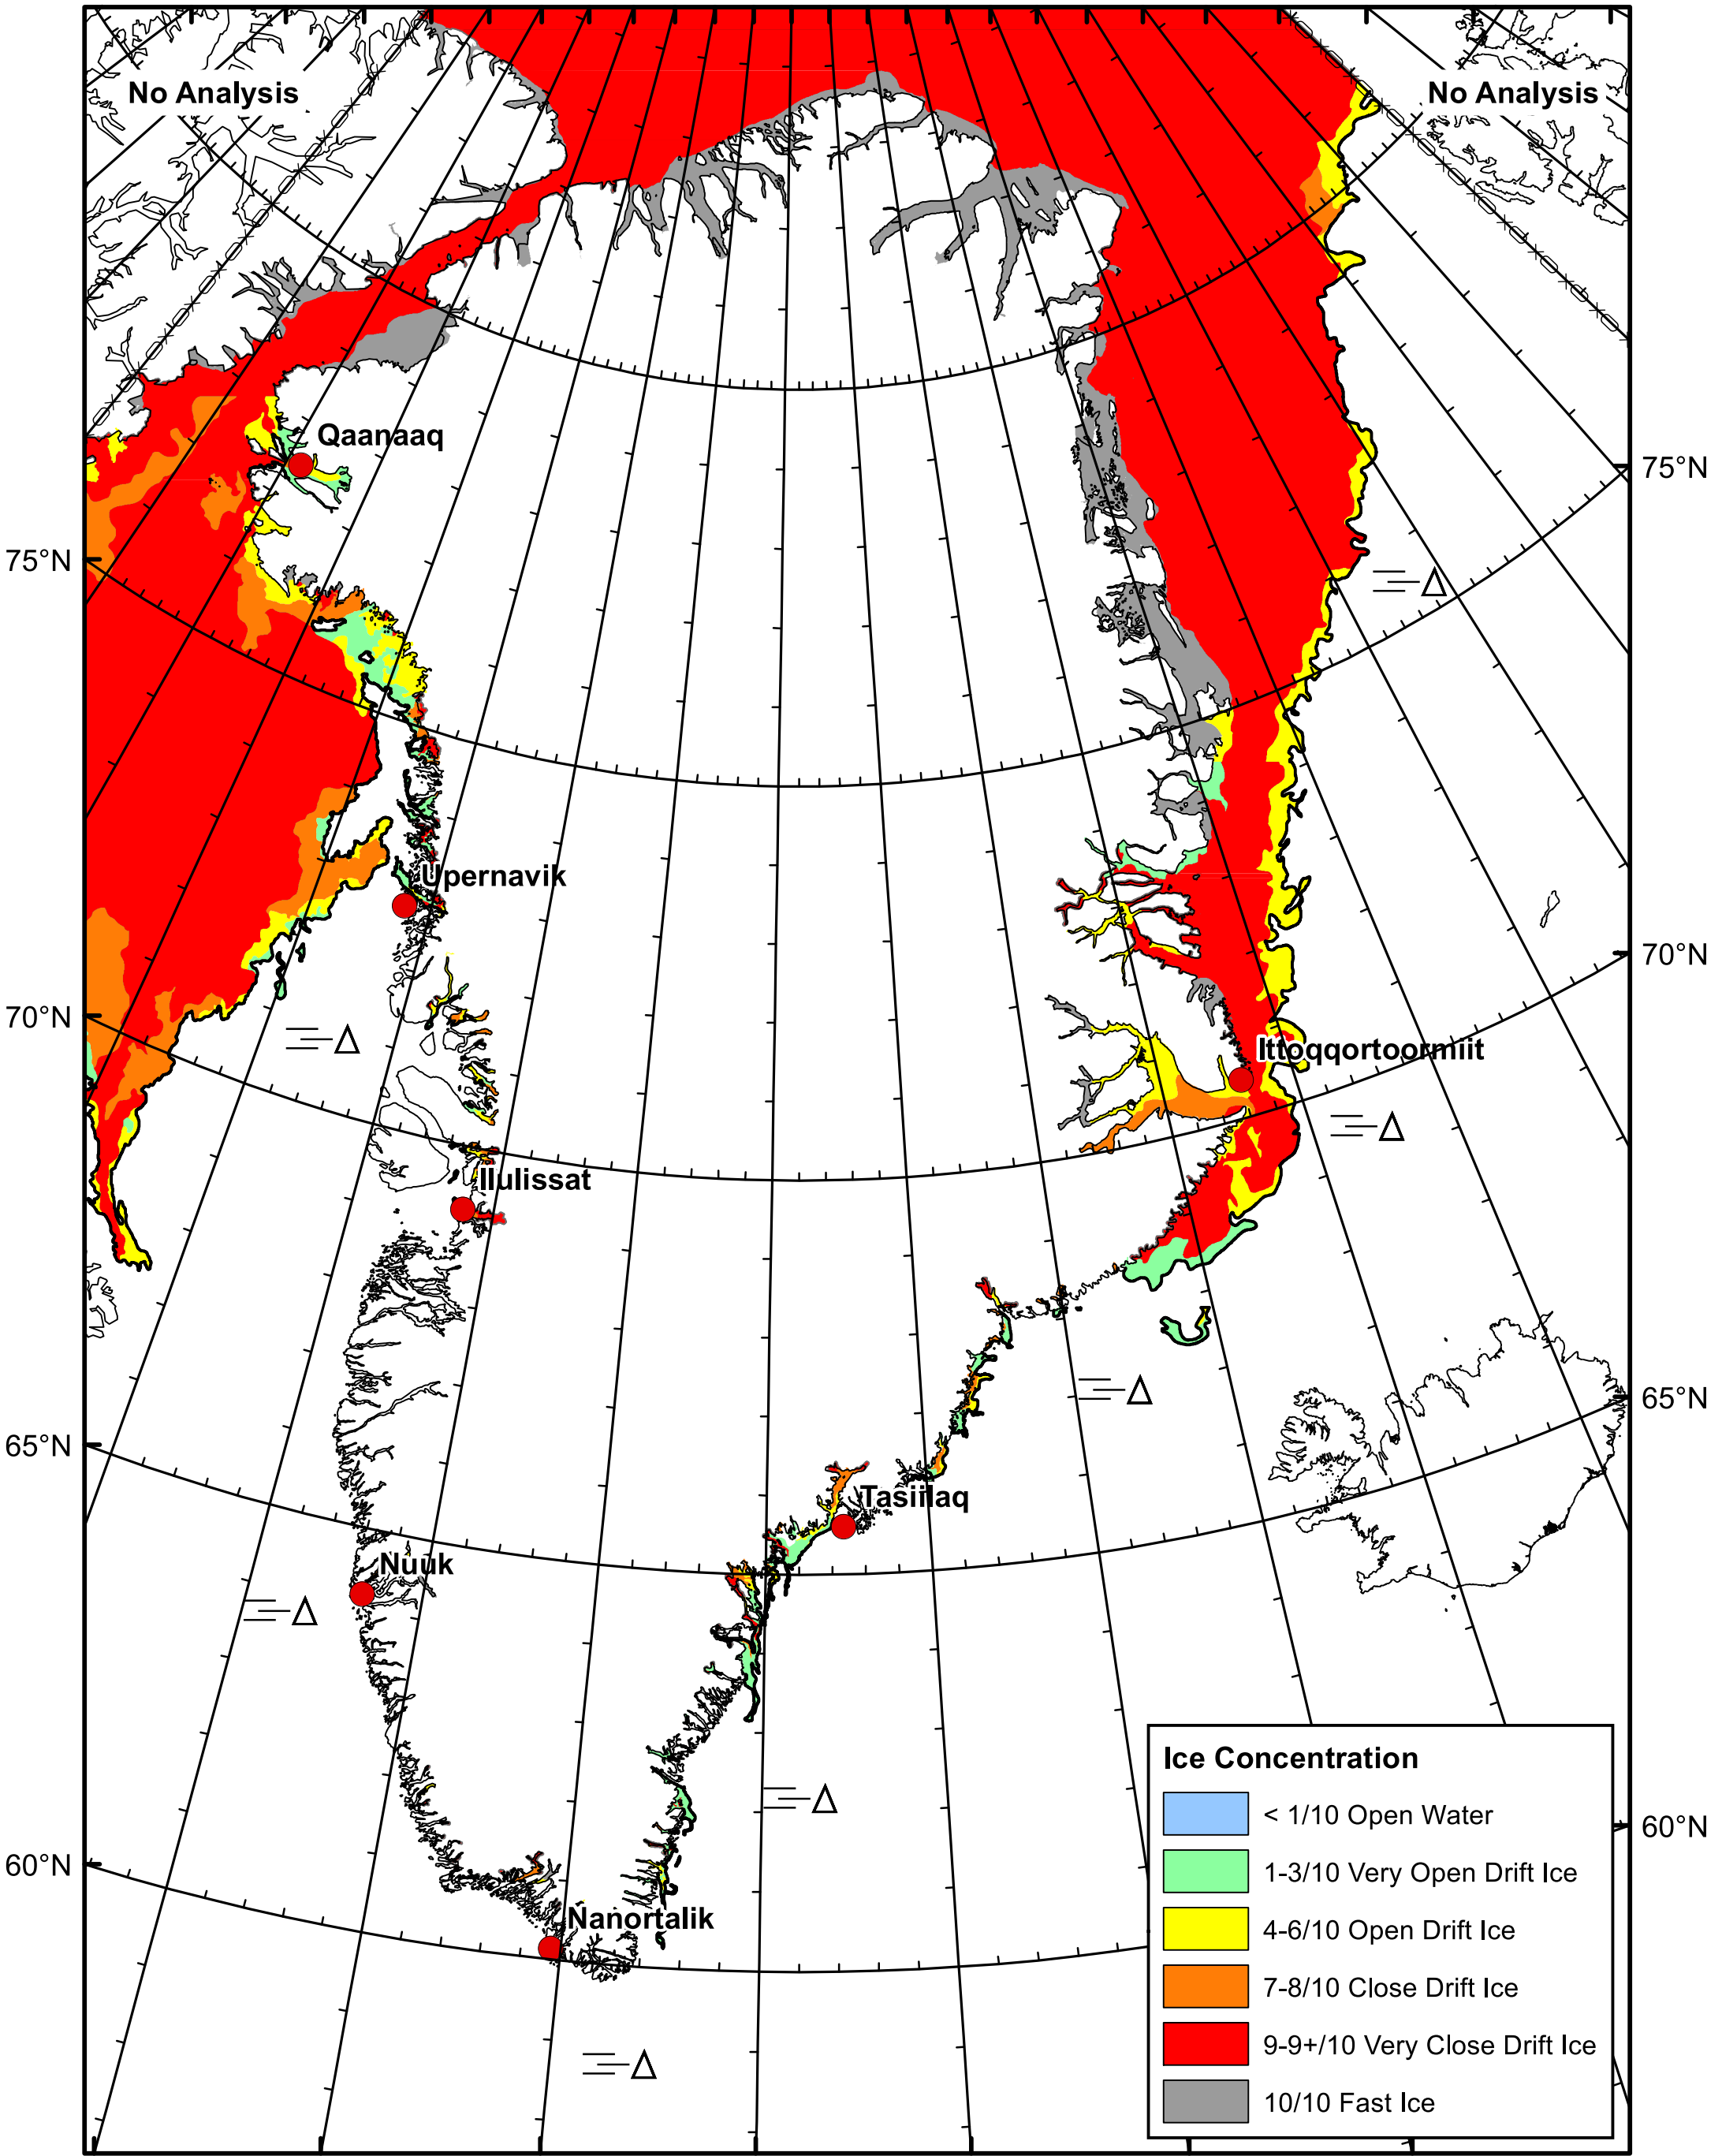 No Analysis
No Analysis
Qaanaaq
75°N
75°N
Upernavik
70°N
70°N
Ittoqqortoormiit
Ilulissat
65°N
65°N
Tasiilaq
Nuuk
60°N
60°N
Nanortalik
Ice Concentration
< 1/10 Open Water
1-3/10 Very Open Drift Ice
4-6/10 Open Drift Ice
7-8/10 Close Drift Ice
9-9+/10 Very Close Drift Ice
10/10 Fast Ice